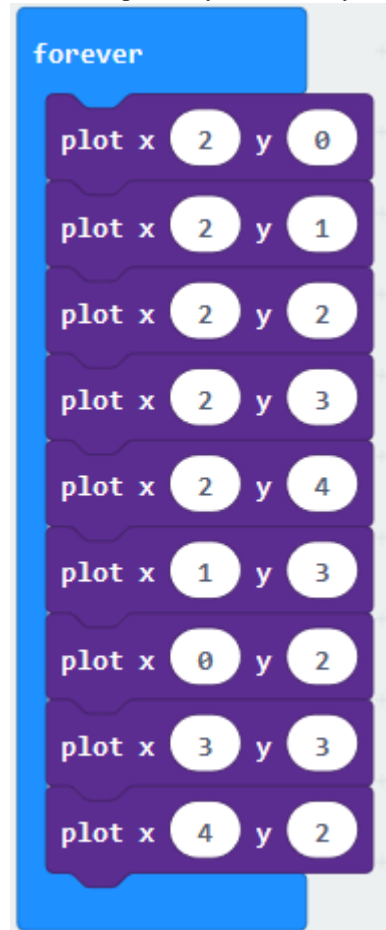 forever
plot x 2 y 0
plot x 2 y 1
plot x 2 y 2
plot x 2 y 3
plot x 2 y 4
plot x 1 y 3
plot x 0 y 2
plot x 3 y 3
plot x 4 y 2